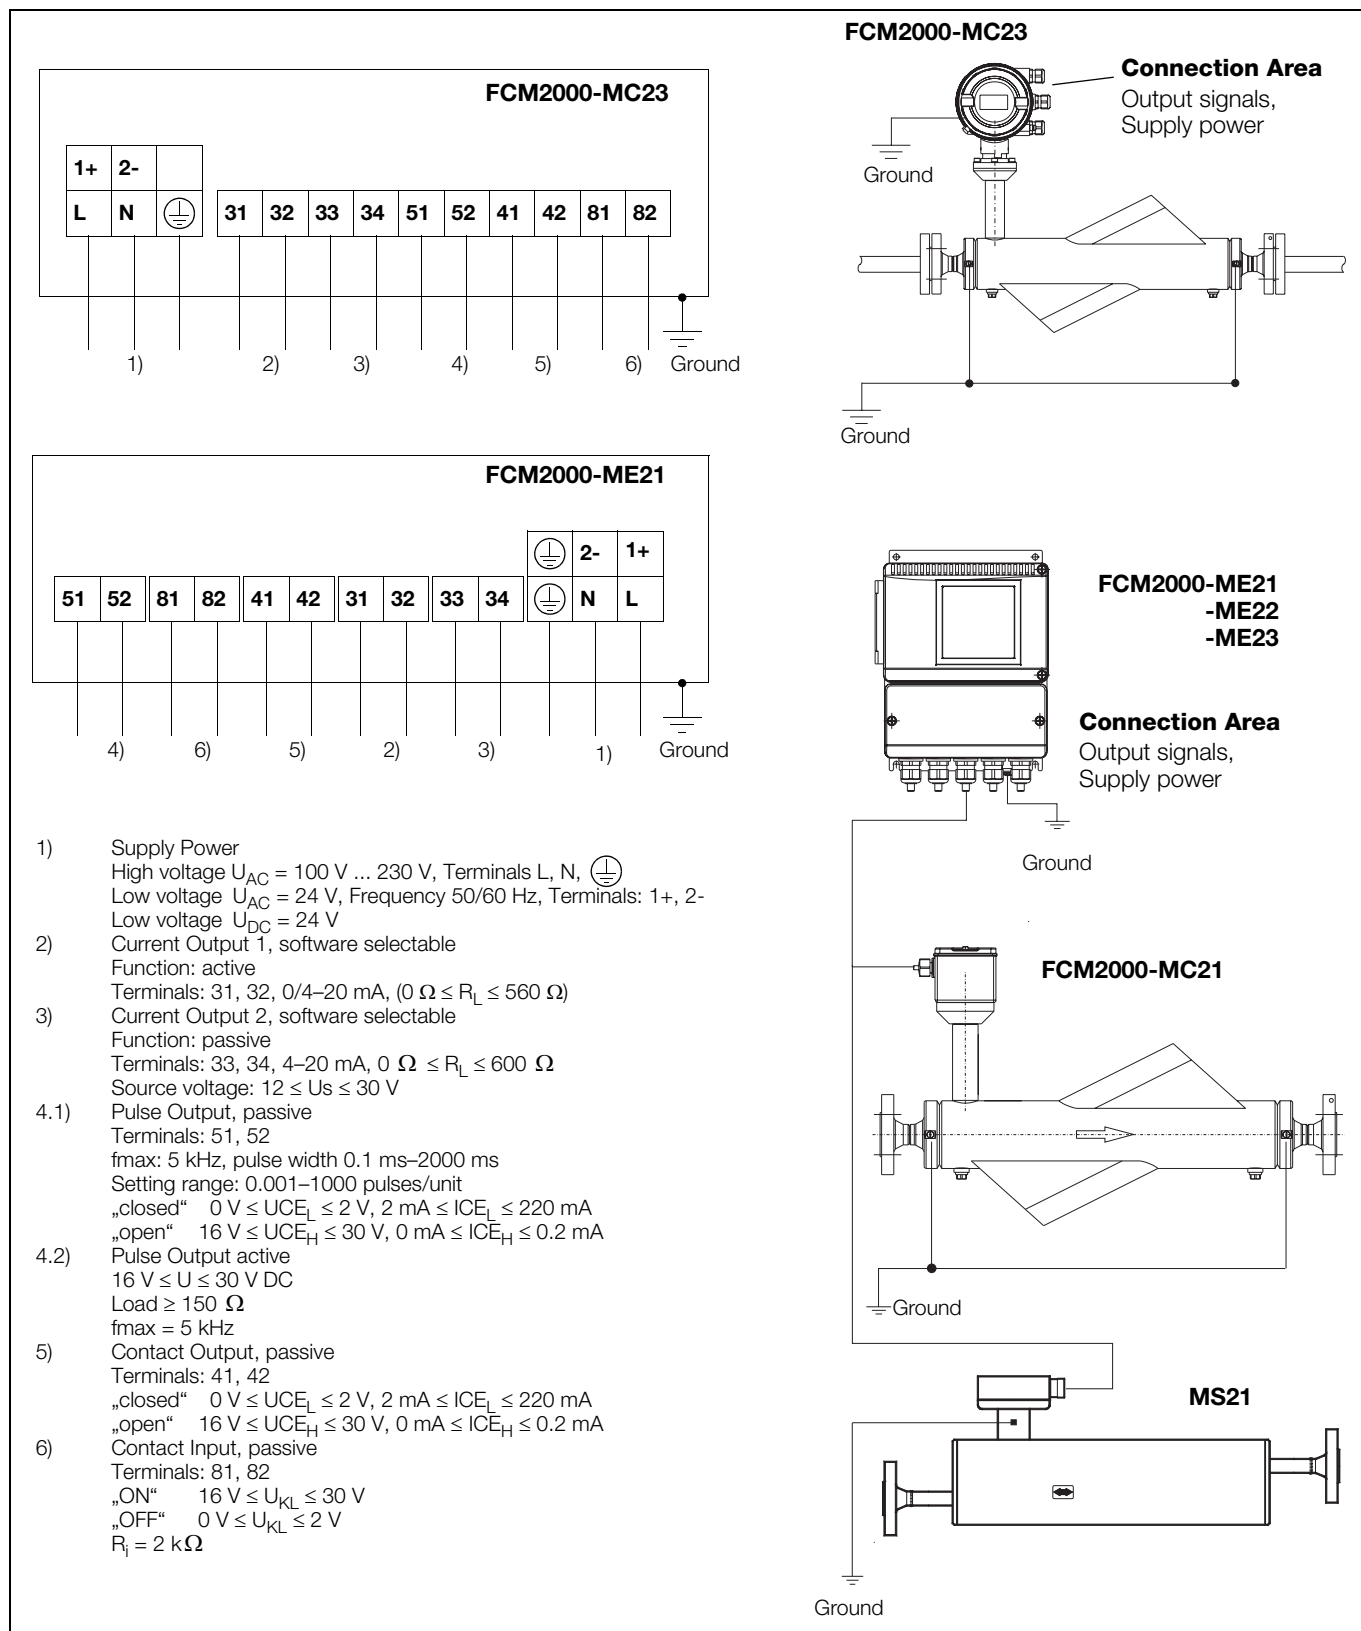 FCM2000-MC23
1+ 2-
L N
31 32 33 34 51 52 41 42 81 82
1) 2) 3) 4) 5) 6) Ground
FCM2000-MC23
Connection Area
Output signals,
Supply power
Ground
Ground
FCM2000-ME21
2- 1+
51 52 81 82 41 42 31 32 33 34 N L
4) 6) 5) 2) 3) 1) Ground
FCM2000-ME21
-ME22
-ME23
Connection Area
Output signals,
Supply power
Ground
FCM2000-MC21
Ground
MS21
Ground
1) Supply Power
High voltage U_AC = 100 V ... 230 V, Terminals L, N, ⏚
Low voltage U_AC = 24 V, Frequency 50/60 Hz, Terminals: 1+, 2-
Low voltage U_DC = 24 V
2) Current Output 1, software selectable
Function: active
Terminals: 31, 32, 0/4–20 mA, (0 Ω ≤ R_L ≤ 560 Ω)
3) Current Output 2, software selectable
Function: passive
Terminals: 33, 34, 4–20 mA, 0 Ω ≤ R_L ≤ 600 Ω
Source voltage: 12 ≤ Us ≤ 30 V
4.1) Pulse Output, passive
Terminals: 51, 52
fmax: 5 kHz, pulse width 0.1 ms–2000 ms
Setting range: 0.001–1000 pulses/unit
„closed“ 0 V ≤ UCE_L ≤ 2 V, 2 mA ≤ ICE_L ≤ 220 mA
„open“ 16 V ≤ UCE_H ≤ 30 V, 0 mA ≤ ICE_H ≤ 0.2 mA
4.2) Pulse Output active
16 V ≤ U ≤ 30 V DC
Load ≥ 150 Ω
fmax = 5 kHz
5) Contact Output, passive
Terminals: 41, 42
„closed“ 0 V ≤ UCE_L ≤ 2 V, 2 mA ≤ ICE_L ≤ 220 mA
„open“ 16 V ≤ UCE_H ≤ 30 V, 0 mA ≤ ICE_H ≤ 0.2 mA
6) Contact Input, passive
Terminals: 81, 82
„ON“ 16 V ≤ U_KL ≤ 30 V
„OFF“ 0 V ≤ U_KL ≤ 2 V
R_i = 2 kΩ